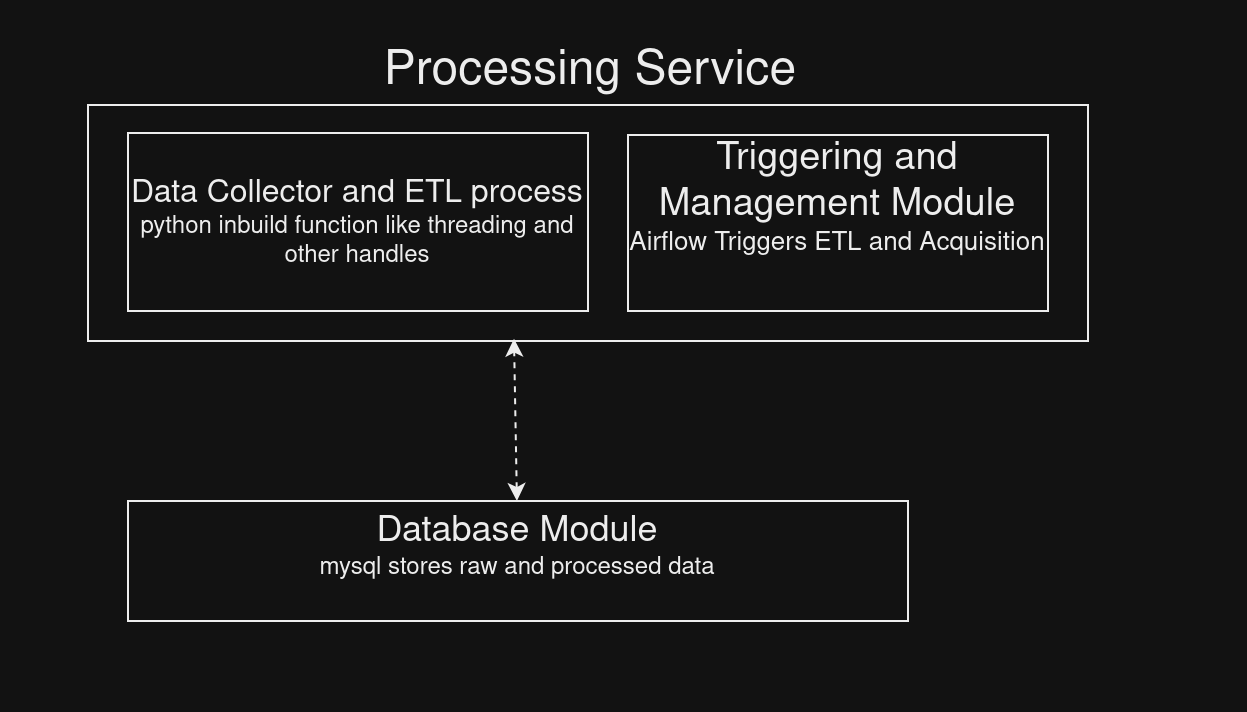 Processing Service
Data Collector and ETL process
python inbuild function like threading and
other handles
Triggering and
Management Module
Airflow Triggers ETL and Acquisition
Database Module
mysql stores raw and processed data